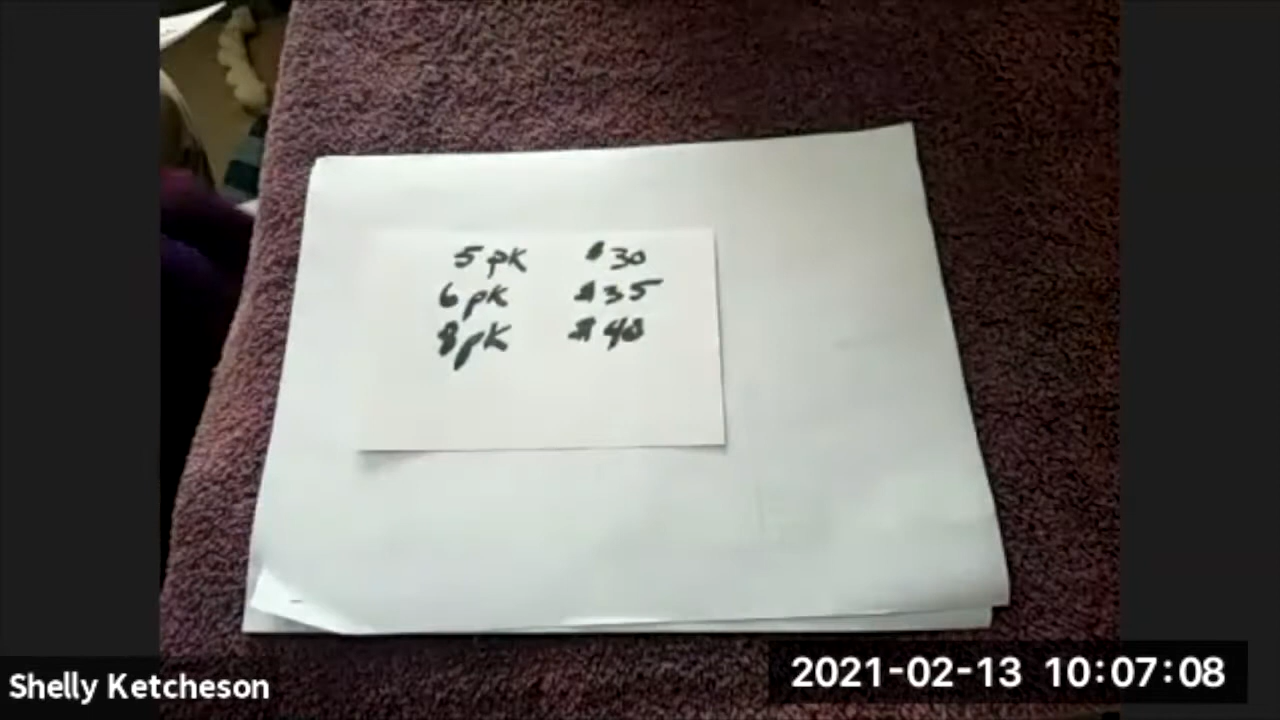 5 pk $30
6 pk $35
8 pk $40
Shelly Ketcheson
2021-02-13 10:07:08